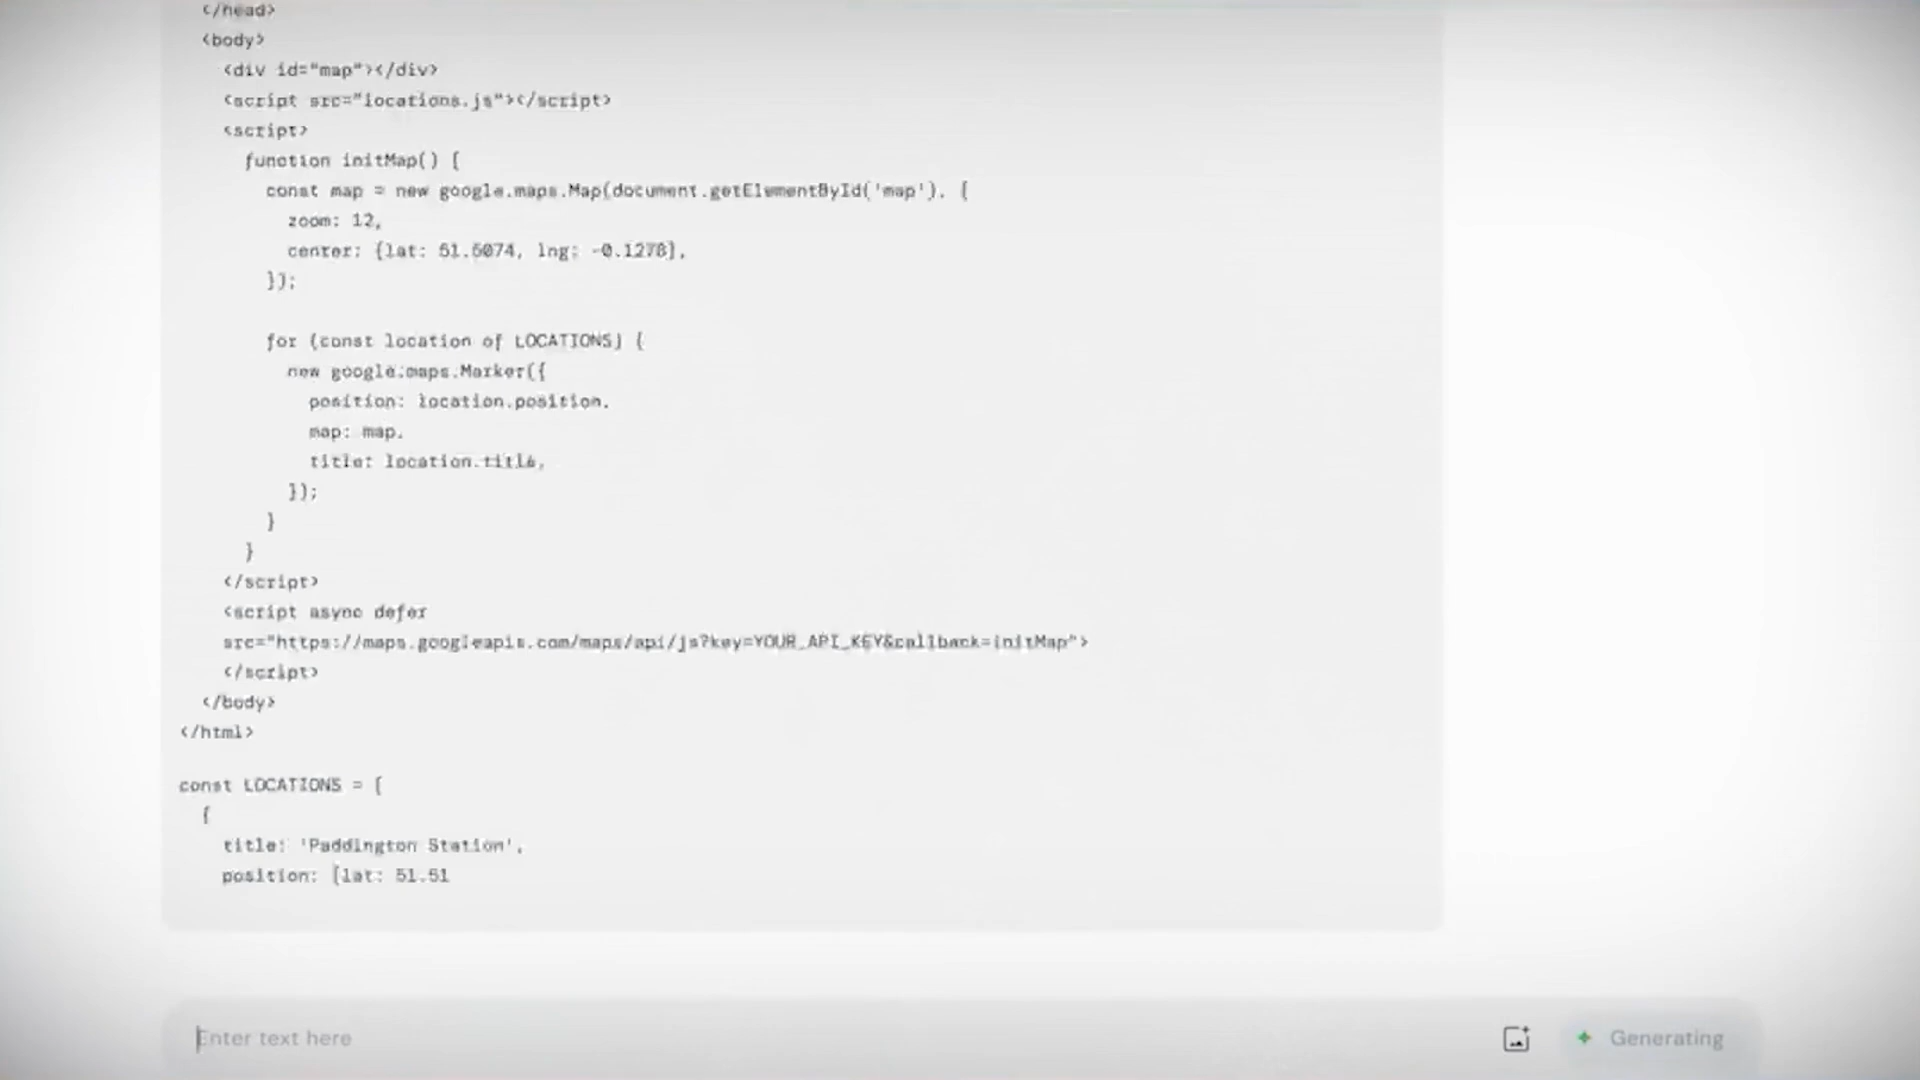 </head>
<body>
<div id="map"></div>
<script src="locations.js"></script>
<script>
function initMap() {
const map = new google.maps.Map(document.getElementById('map'), {
zoom: 12,
center: {lat: 51.5074, lng: -0.1278},
});
for (const location of LOCATIONS) {
new google.maps.Marker({
position: location.position,
map: map,
title: location.title,
});
}
}
</script>
<script async defer
src="https://maps.googleapis.com/maps/api/js?key=YOUR_API_KEY&callback=initMap">
</script>
</body>
</html>
const LOCATIONS = [
{
title: 'Paddington Station',
position: {lat: 51.51
Enter text here
Generating